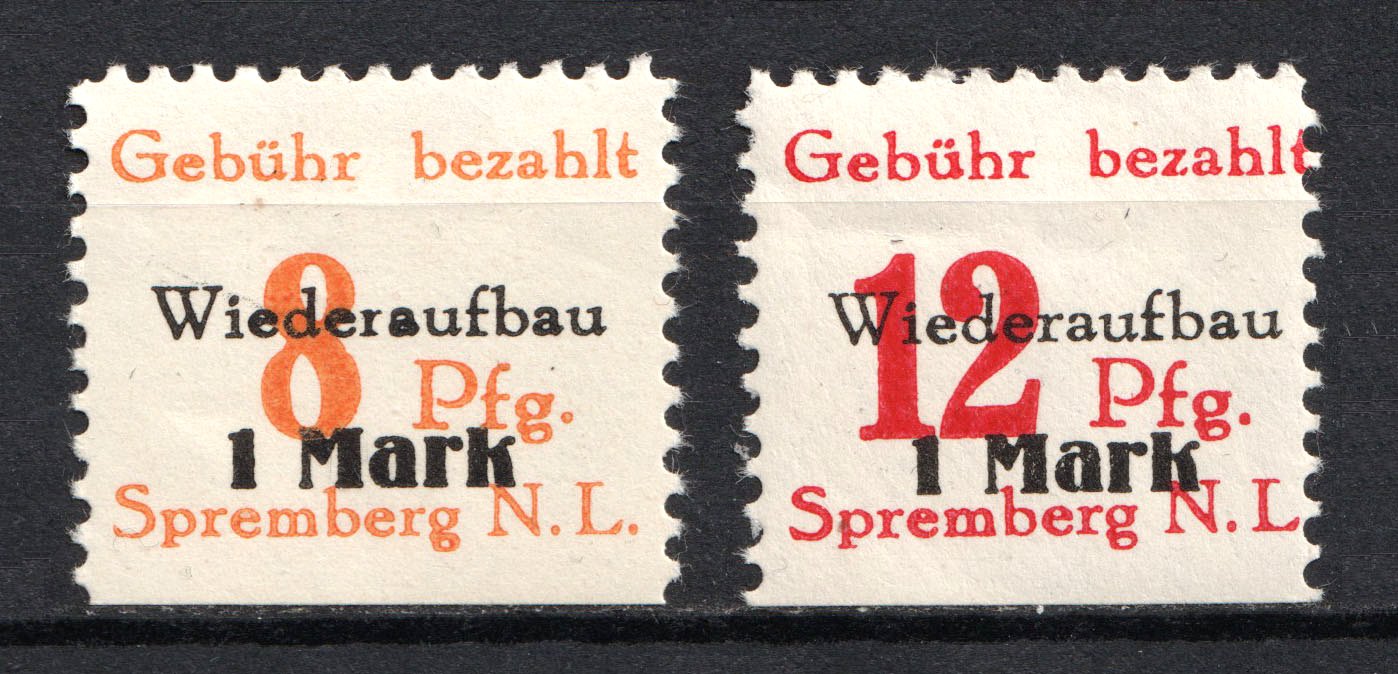 Gebühr bezahlt
8 Pfg.
Wiederaufbau
1 Mark
Spremberg N.L.
Gebühr bezahlt
12 Pfg.
Wiederaufbau
1 Mark
Spremberg N.L